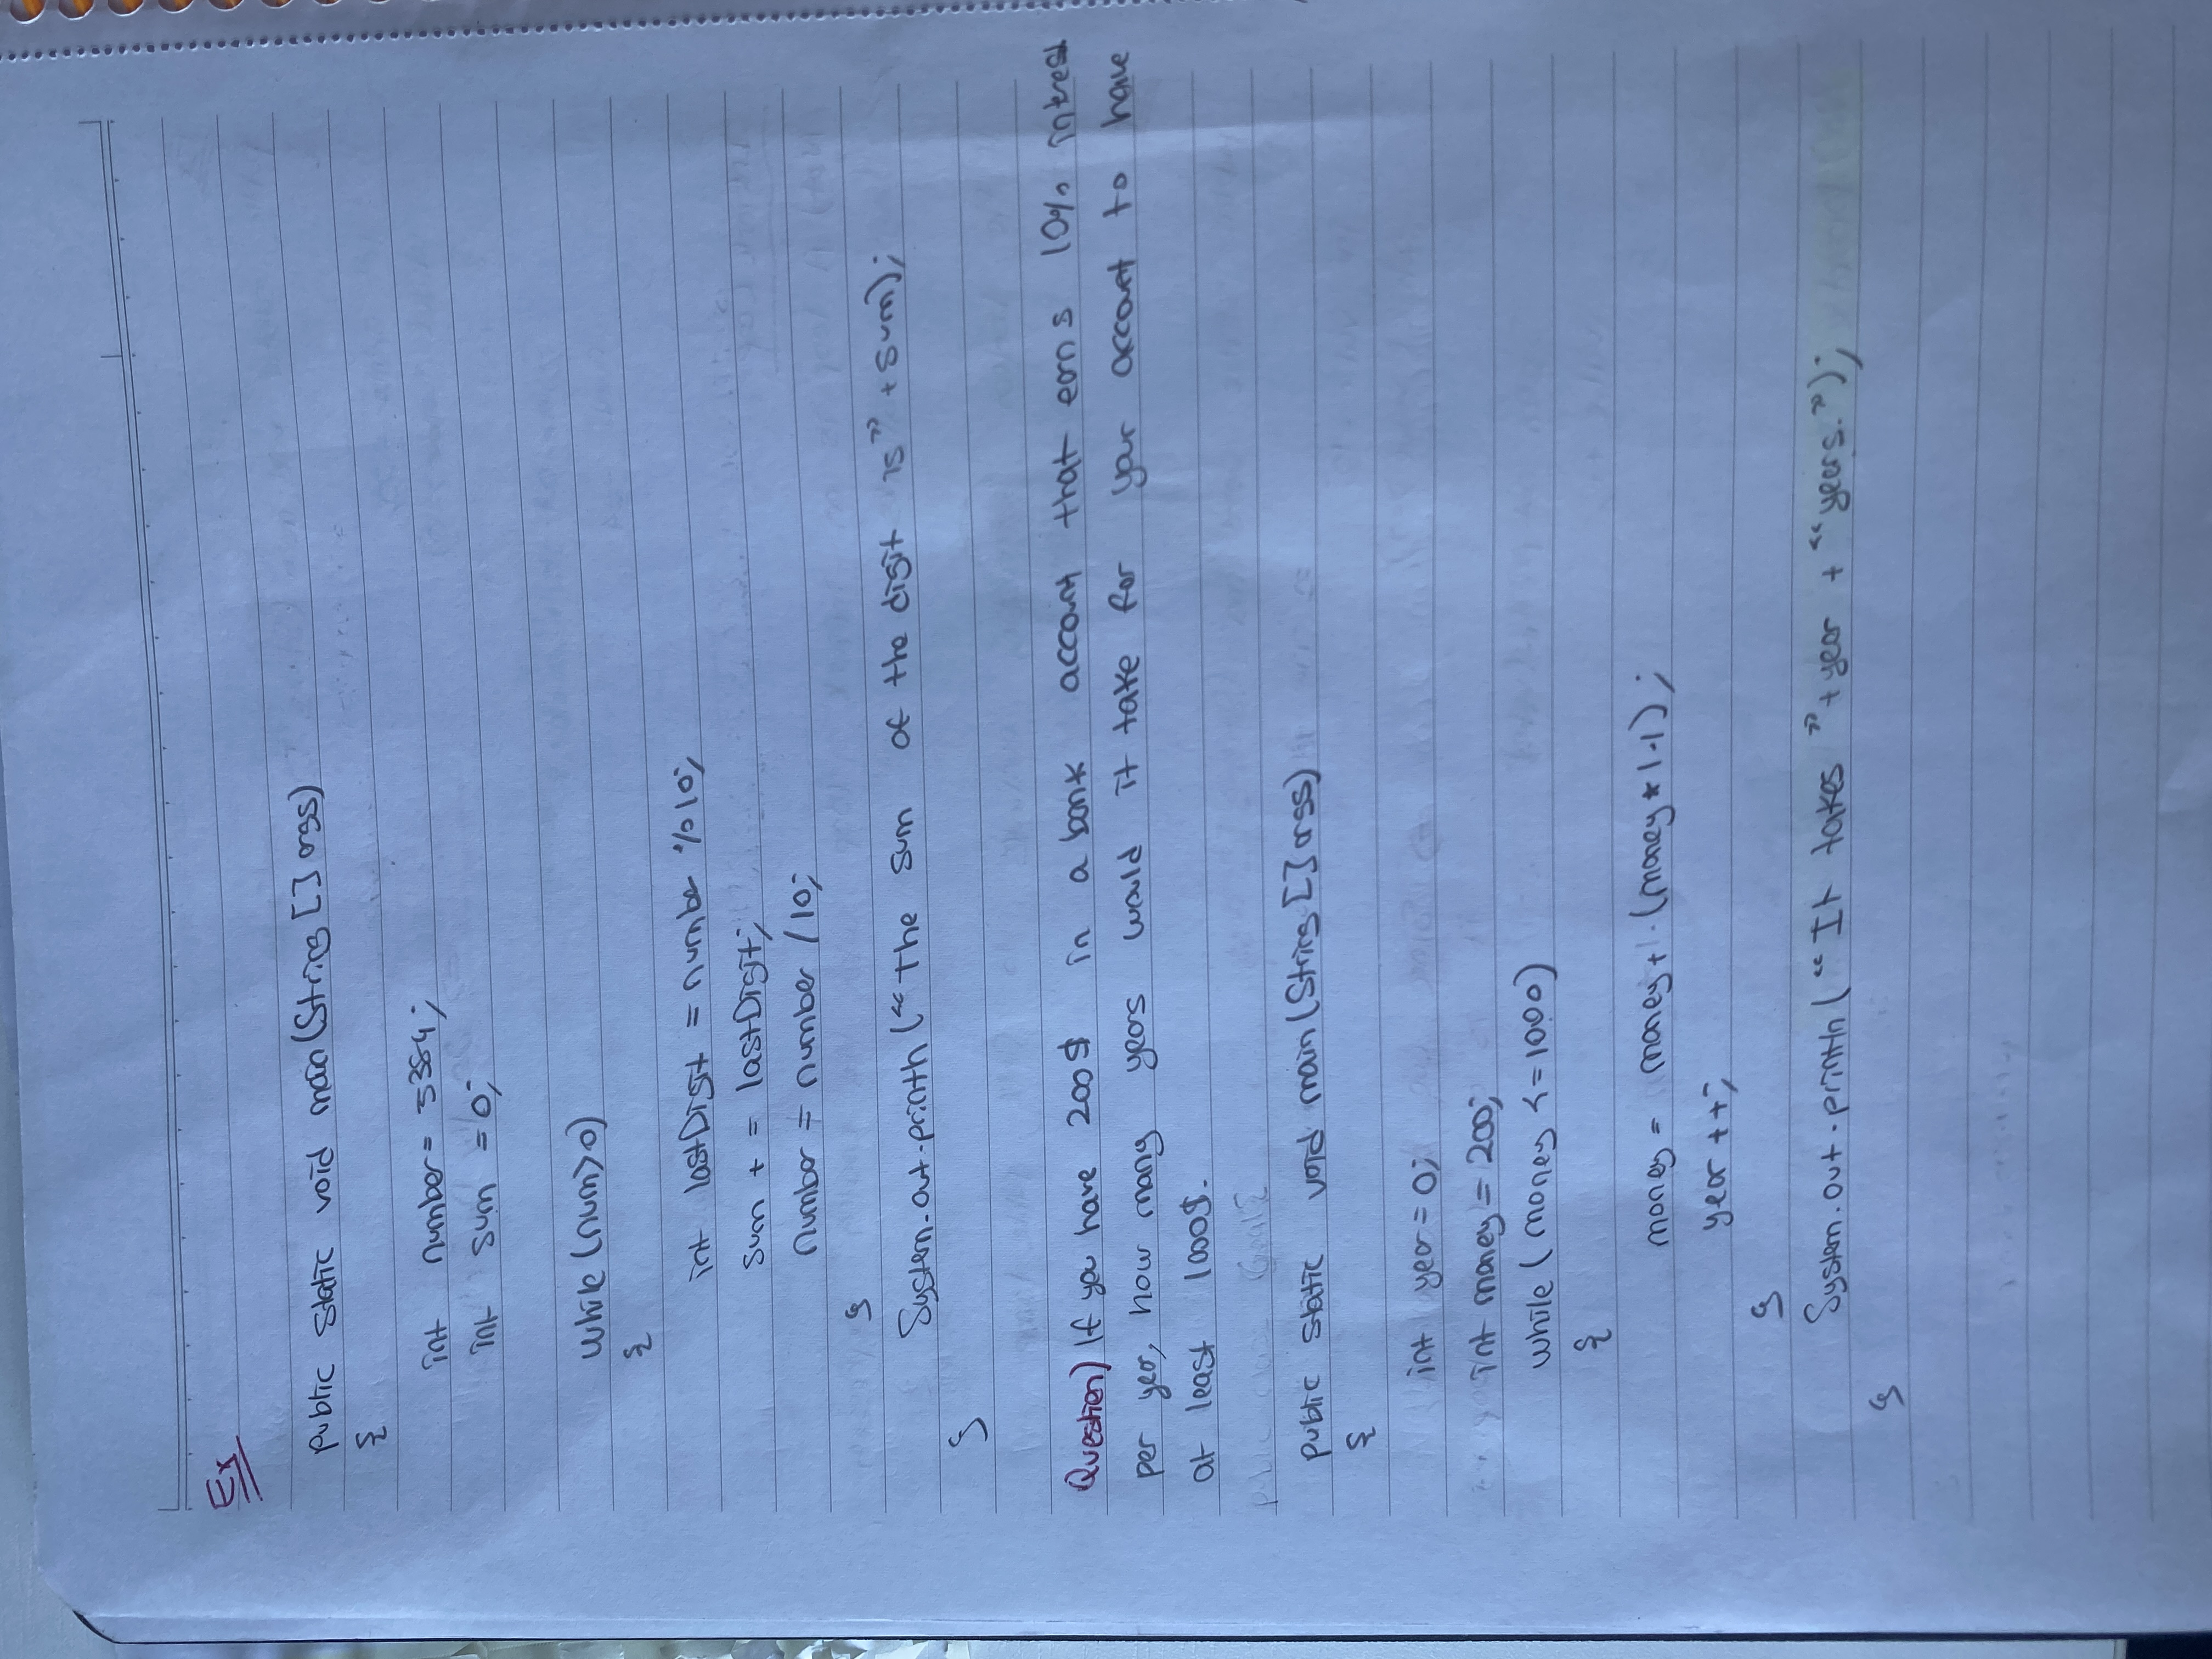 Ex
public static void main(String[] args)
{
int number = 5384;
int sum = 0;
while (num>0)
{
int lastDigit = number % 10;
sum + = lastDigit;
number = number / 10;
}
System.out.println(“The sum of the digit is” + sum);
}
Question) If you have 200$ in a bank account that earns 10% intrest
per year, how many years would it take for your account to have
at least 1000$.
public class Goal{
public static void main(String[] args)
{
int year = 0;
int money = 200;
while (money <= 1000)
{
money = money + (money * 1.1);
year ++;
}
System.out.println(“It takes ” + year + “years.”);
}